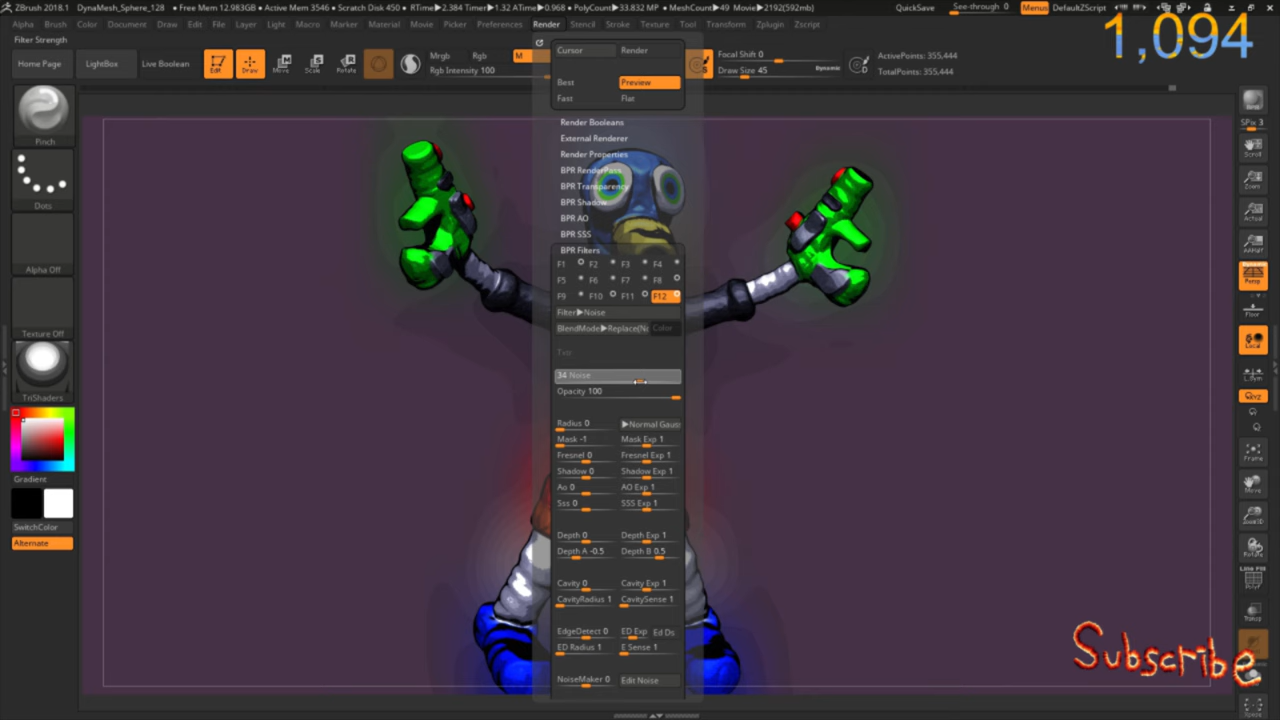 ZBrush 2018.1 DynaMesh_Sphere_128 • Free Mem 12.983GB • Active Mem 3546 • Scratch Disk 450 • RTime▶2.384 Timer▶1.32 ATime▶0.968 • PolyCount▶33.832 MP • MeshCount▶49 Movie▶2192(592mb) QuickSave See-through 0 Menus DefaultZScript
Alpha Brush Color Document Draw Edit File Layer Light Macro Marker Material Movie Picker Preferences Render Stencil Stroke Texture Tool Transform Zplugin Zscript
1,094
Filter Strength
Home Page LightBox Live Boolean Edit Draw Move Scale Rotate
Mrgb Rgb M
Rgb Intensity 100
Focal Shift 0
Draw Size 45 Dynamic
ActivePoints: 355,444
TotalPoints: 355,444
Cursor Render
Best Preview
Fast Flat
Render Booleans
External Renderer
Render Properties
BPR RenderPass
BPR Transparency
BPR Shadow
BPR AO
BPR SSS
BPR Filters
F1 F2 F3 F4
F5 F6 F7 F8
F9 F10 F11 F12
Filter▶Noise
BlendMode▶Replace(No Color
34 Noise
Opacity 100
Radius 0 ▶Normal Gauss
Mask -1 Mask Exp 1
Fresnel 0 Fresnel Exp 1
Shadow 0 Shadow Exp 1
Ao 0 AO Exp 1
Sss 0 SSS Exp 1
Depth 0 Depth Exp 1
Depth A -0.5 Depth B 0.5
Cavity 0 Cavity Exp 1
CavityRadius 1 CavitySense 1
EdgeDetect 0 ED Exp Ed Ds
ED Radius 1 E Sense 1
NoiseMaker 0 Edit Noise
Pinch
Dots
Alpha Off
Texture Off
TriShaders
Gradient
SwitchColor
Alternate
SPix 3
Scroll
Zoom
Actual
AAHalf
Persp
Floor
Local
L.Sym
Frame
Move
Rotate
Line Fill
Transp
Subscribe